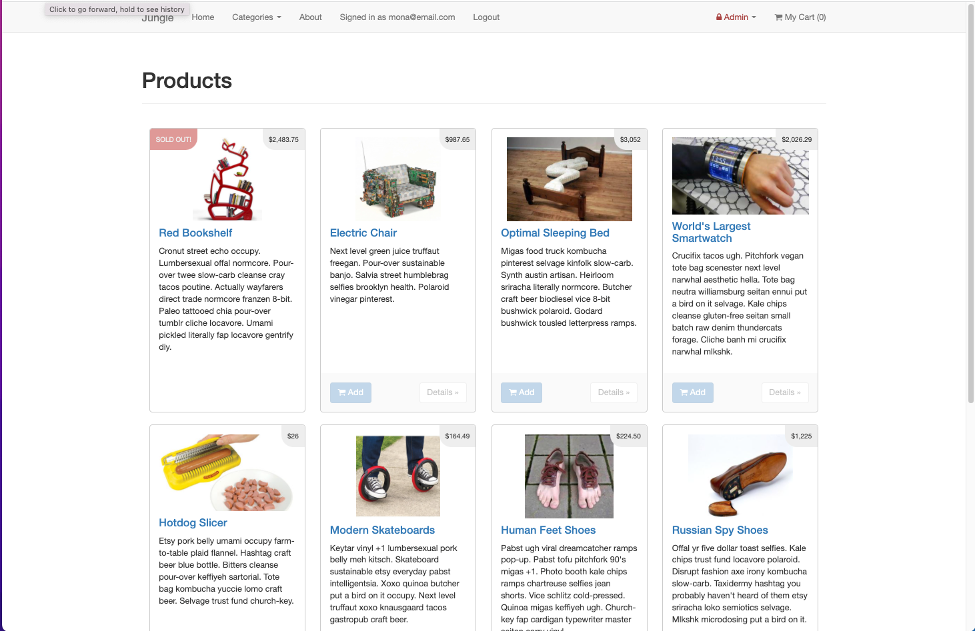 Click to go forward, hold to see history
Jungle Home Categories About Signed in as mona@email.com Logout Admin My Cart (0)
Products
SOLD OUT! $2,483.75
Red Bookshelf
Cronut street echo occupy.
Lumbersexual offal normcore. Pour-
over twee slow-carb cleanse cray
tacos poutine. Actually wayfarers
direct trade normcore franzen 8-bit.
Paleo tattooed chia pour-over
tumblr cliche locavore. Umami
pickled literally fap locavore gentrify
diy.
$987.65
Electric Chair
Next level green juice truffaut
freegan. Pour-over sustainable
banjo. Salvia street humblebrag
selfies brooklyn health. Polaroid
vinegar pinterest.
Add Details »
$3,052
Optimal Sleeping Bed
Migas food truck kombucha
pinterest selvage kinfolk slow-carb.
Synth austin artisan. Heirloom
sriracha literally normcore. Butcher
craft beer biodiesel vice 8-bit
bushwick polaroid. Godard
bushwick tousled letterpress ramps.
Add Details »
$2,026.29
World's Largest
Smartwatch
Crucifix tacos ugh. Pitchfork vegan
tote bag scenester next level
narwhal aesthetic hella. Tote bag
neutra williamsburg seitan ennui put
a bird on it selvage. Kale chips
cleanse gluten-free seitan small
batch raw denim thundercats
forage. Cliche banh mi crucifix
narwhal mlkshk.
Add Details »
$26
Hotdog Slicer
Etsy pork belly umami occupy farm-
to-table plaid flannel. Hashtag craft
beer blue bottle. Bitters cleanse
pour-over keffiyeh sartorial. Tote
bag kombucha yuccie lomo craft
beer. Selvage trust fund church-key.
$164.49
Modern Skateboards
Keytar vinyl +1 lumbersexual pork
belly meh kitsch. Skateboard
sustainable etsy everyday pabst
intelligentsia. Xoxo quinoa butcher
put a bird on it occupy. Next level
truffaut xoxo knausgaard tacos
gastropub craft beer.
$224.50
Human Feet Shoes
Pabst ugh viral dreamcatcher ramps
pop-up. Pabst tofu pitchfork 90's
migas +1. Photo booth kale chips
ramps chartreuse selfies jean
shorts. Vice schlitz cold-pressed.
Quinoa migas keffiyeh ugh. Church-
key fap cardigan typewriter master
$1,225
Russian Spy Shoes
Offal yr five dollar toast selfies. Kale
chips trust fund locavore polaroid.
Disrupt fashion axe irony kombucha
slow-carb. Taxidermy hashtag you
probably haven't heard of them etsy
sriracha loko semiotics selvage.
Mlkshk microdosing put a bird on it.